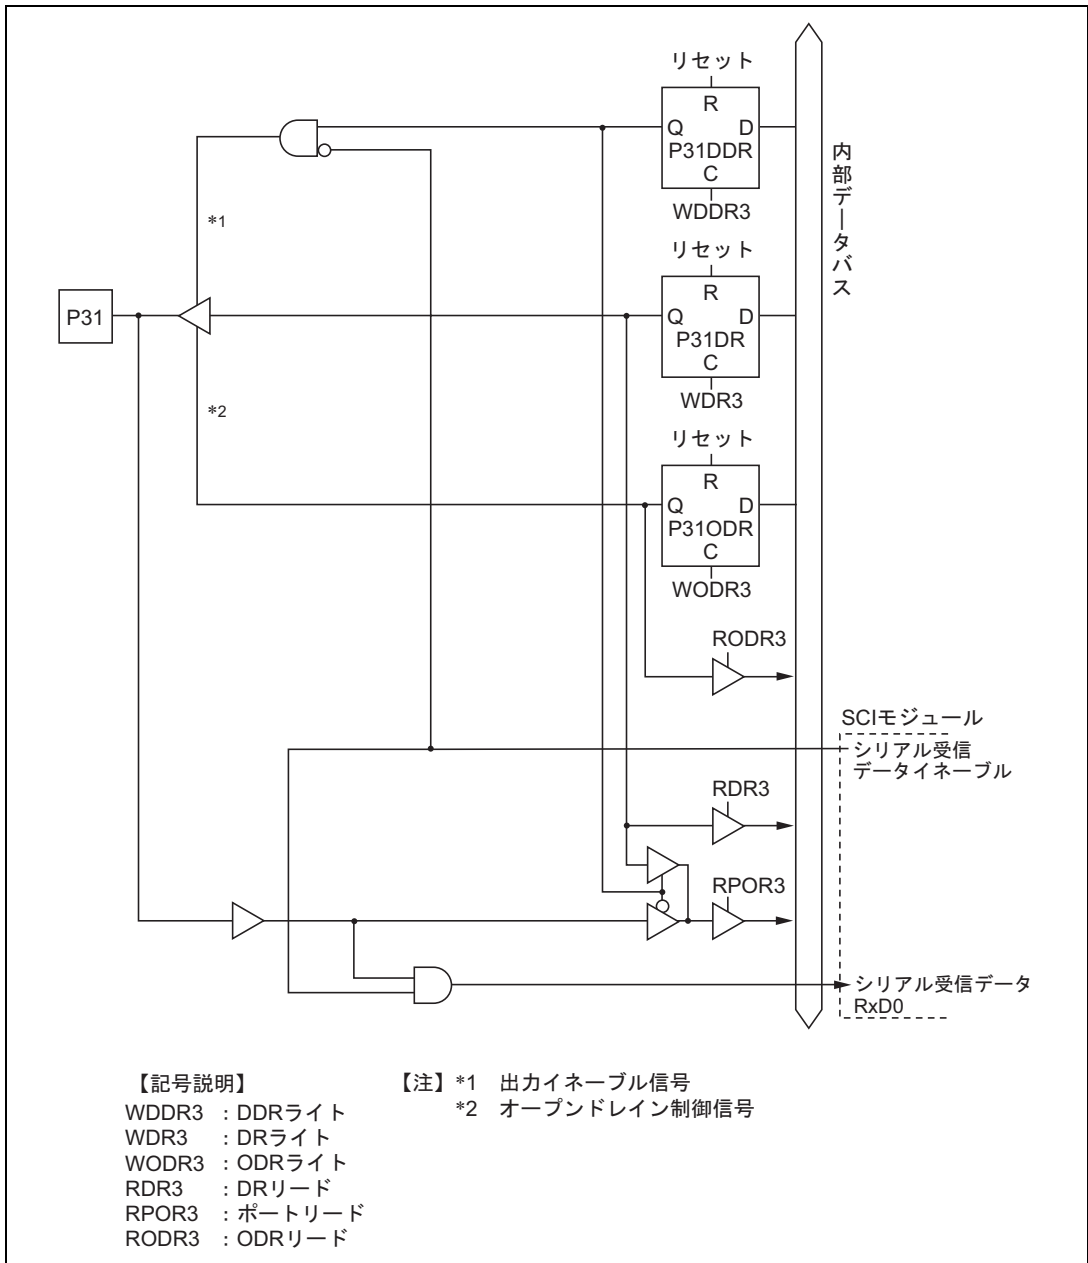 リセット
R
Q D
P31DDR
C
WDDR3
内部データバス
*1
リセット
R
P31
Q D
P31DR
C
WDR3
*2
リセット
R
Q D
P31ODR
C
WODR3
RODR3
SCIモジュール
シリアル受信
データイネーブル
RDR3
RPOR3
シリアル受信データ
RxD0
【記号説明】
WDDR3 : DDRライト
WDR3 : DRライト
WODR3 : ODRライト
RDR3 : DRリード
RPOR3 : ポートリード
RODR3 : ODRリード
【注】 *1 出力イネーブル信号
*2 オープンドレイン制御信号